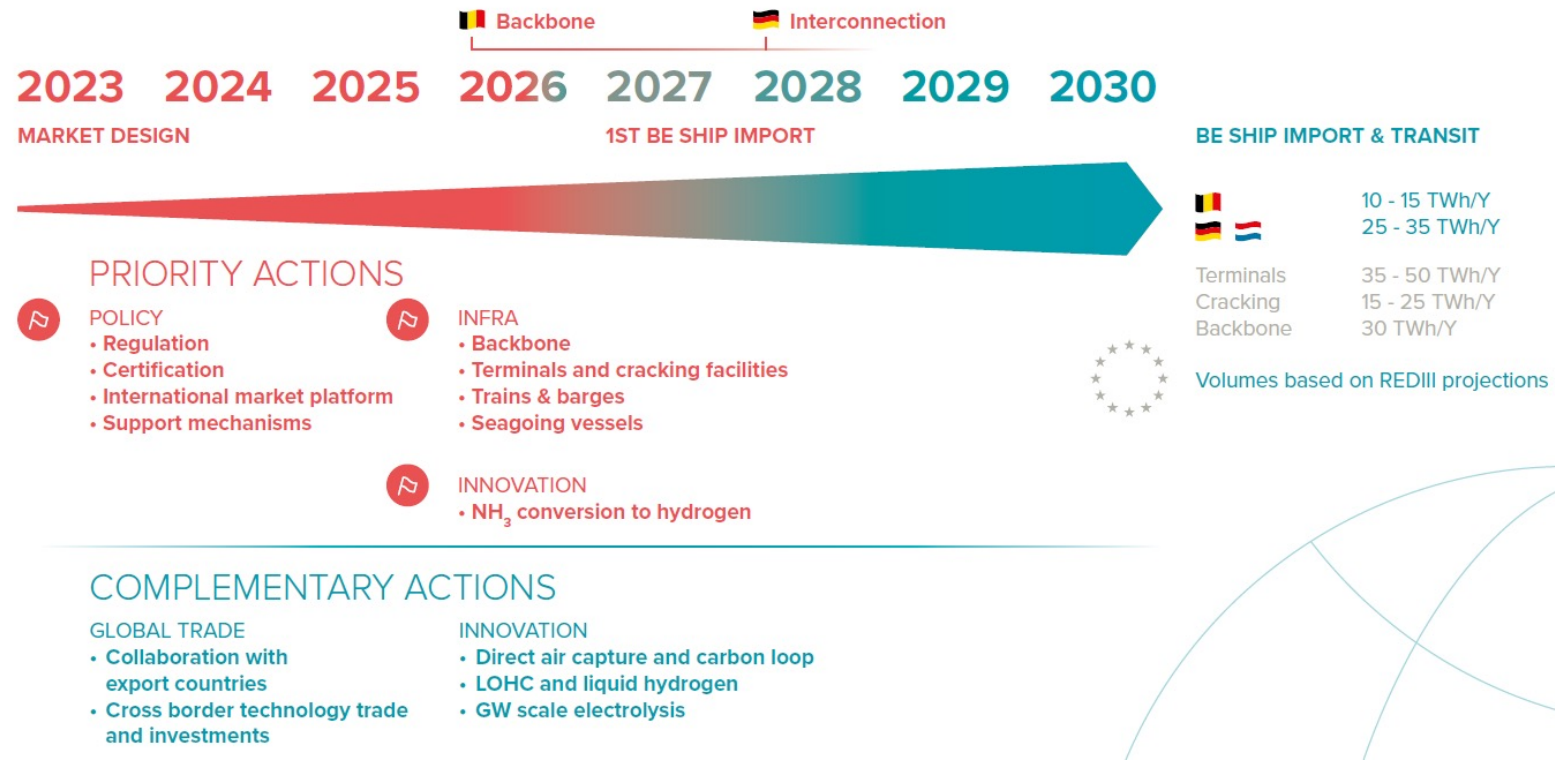 Backbone
Interconnection
2023 2024 2025 2026 2027 2028 2029 2030
MARKET DESIGN
1ST BE SHIP IMPORT
BE SHIP IMPORT & TRANSIT
10 - 15 TWh/Y
25 - 35 TWh/Y
Terminals 35 - 50 TWh/Y
Cracking 15 - 25 TWh/Y
Backbone 30 TWh/Y
Volumes based on REDIII projections
PRIORITY ACTIONS
POLICY
• Regulation
• Certification
• International market platform
• Support mechanisms
INFRA
• Backbone
• Terminals and cracking facilities
• Trains & barges
• Seagoing vessels
INNOVATION
• NH₃ conversion to hydrogen
COMPLEMENTARY ACTIONS
GLOBAL TRADE
• Collaboration with
export countries
• Cross border technology trade
and investments
INNOVATION
• Direct air capture and carbon loop
• LOHC and liquid hydrogen
• GW scale electrolysis